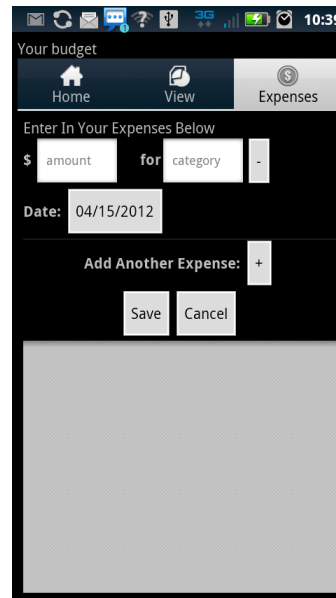 3G 10:39
Your budget
Home View Expenses
Enter In Your Expenses Below
$ amount for category -
Date: 04/15/2012
Add Another Expense: +
Save Cancel